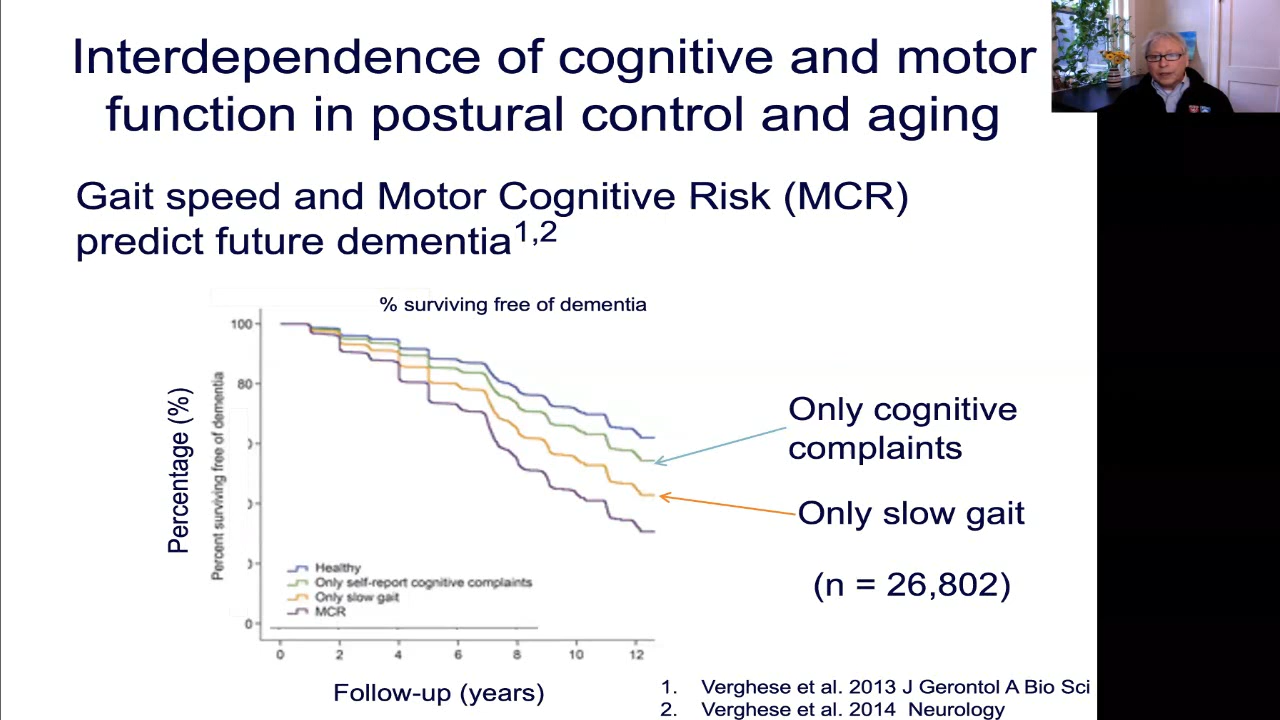 Interdependence of cognitive and motor
function in postural control and aging
Gait speed and Motor Cognitive Risk (MCR)
predict future dementia1,2
% surviving free of dementia
Percentage (%)
Percent surviving free of dementia
100
80
0
Healthy
Only self-report cognitive complaints
Only slow gait
MCR
0 2 4 6 8 10 12
Follow-up (years)
Only cognitive
complaints
Only slow gait
(n = 26,802)
1. Verghese et al. 2013 J Gerontol A Bio Sci
2. Verghese et al. 2014 Neurology